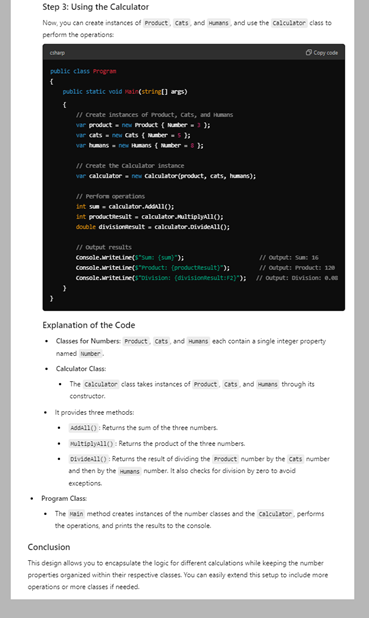 Step 3: Using the Calculator
Now, you can create instances of Product, Cats, and Humans, and use the Calculator class to
perform the operations:
csharp
Copy code
public class Program
{
public static void Main(string[] args)
{
// Create instances of Product, Cats, and Humans
var product = new Product { Number = };
var cats = new Cats { Number = 5 };
var humans = new Humans { Number = };
// Create the Calculator instance
var calculator = new Calculator(product, cats, humans);
// Perform operations
int sum = calculator.AddAll();
int productResult = calculator.MultiplyAll();
double divisionResult = calculator.DivideAll();
// Output results
Console.WriteLine($"Sum: {sum}"); // Output: Sum: 16
Console.WriteLine($"Product: {productResult}"); // Output: Product: 120
Console.WriteLine($"Division: {divisionResult:F2}"); // Output: Division: 0.08
}
}
Explanation of the Code
• Classes for Numbers: Product, Cats, and Humans each contain a single integer property
named Number.
• Calculator Class:
• The Calculator class takes instances of Product, Cats, and Humans through its
constructor.
• It provides three methods:
• AddAll(): Returns the sum of the three numbers.
• MultiplyAll(): Returns the product of the three numbers.
• DivideAll(): Returns the result of dividing the Product number by the Cats number
and then by the Humans number. It also checks for division by zero to avoid
exceptions.
• Program Class:
• The Main method creates instances of the number classes and the Calculator, performs
the operations, and prints the results to the console.
Conclusion
This design allows you to encapsulate the logic for different calculations while keeping the number
properties organized within their respective classes. You can easily extend this setup to include more
operations or more classes if needed.